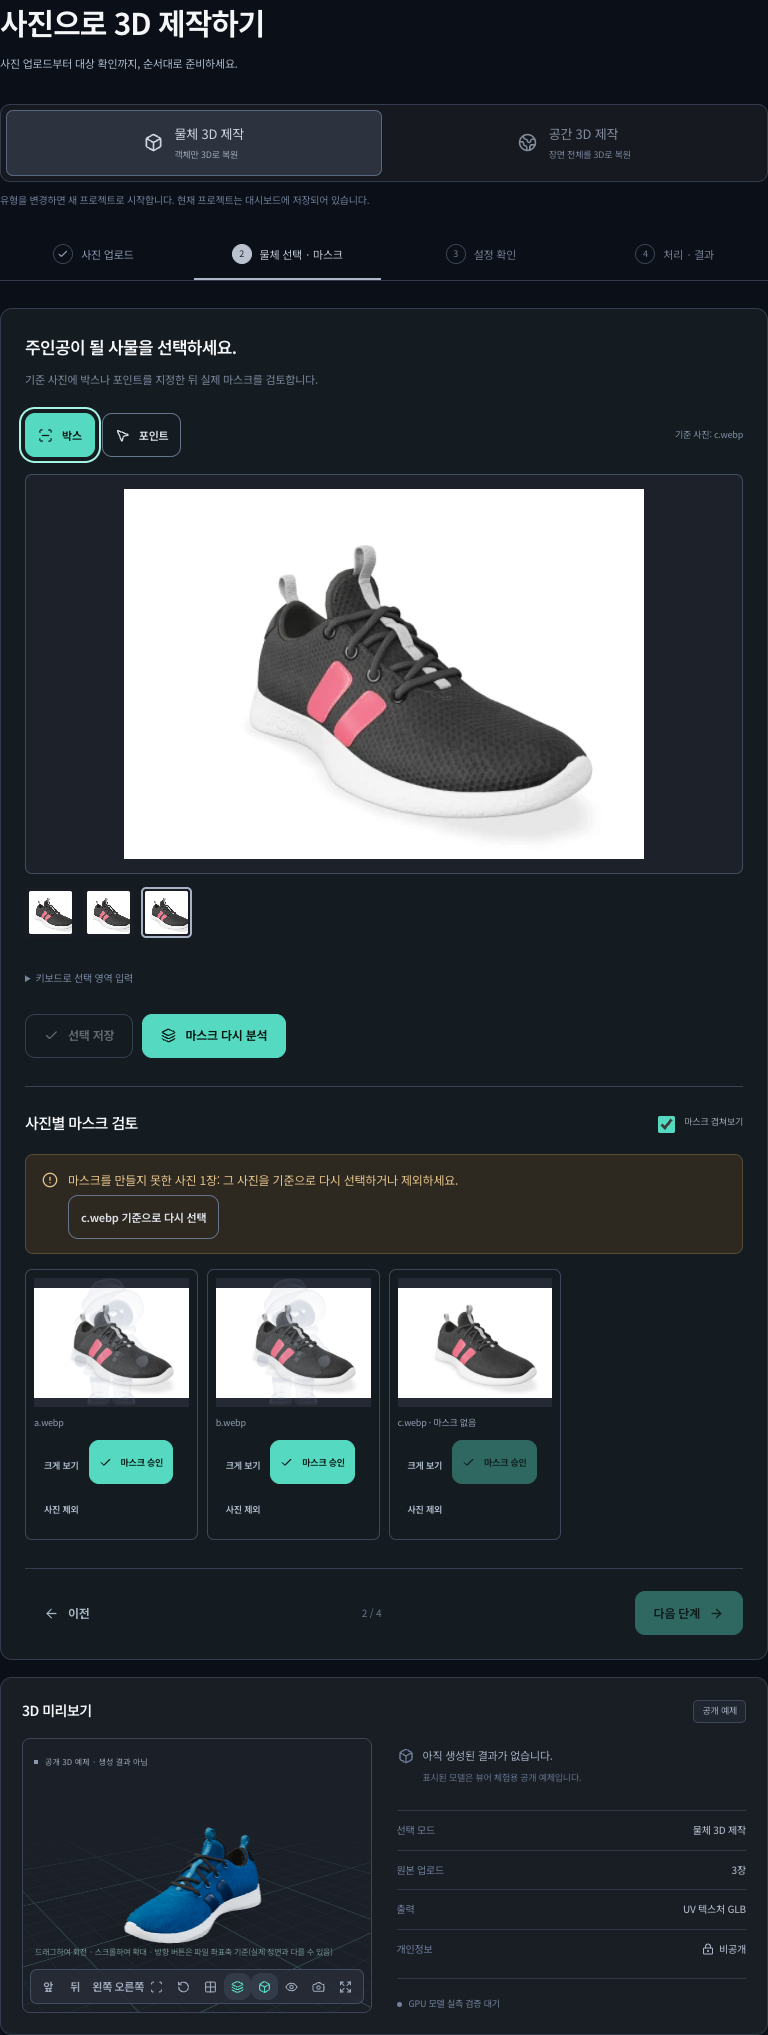 사진으로 3D 제작하기
사진 업로드부터 대상 확인까지, 순서대로 준비하세요.
물체 3D 제작
객체만 3D로 복원
공간 3D 제작
장면 전체를 3D로 복원
유형을 변경하면 새 프로젝트로 시작합니다. 현재 프로젝트는 대시보드에 저장되어 있습니다.
사진 업로드
2 물체 선택 · 마스크
3 설정 확인
4 처리 · 결과
주인공이 될 사물을 선택하세요.
기준 사진에 박스나 포인트를 지정한 뒤 실제 마스크를 검토합니다.
박스
포인트
기준 사진: c.webp
키보드로 선택 영역 입력
선택 저장
마스크 다시 분석
사진별 마스크 검토
마스크 겹쳐보기
마스크를 만들지 못한 사진 1장: 그 사진을 기준으로 다시 선택하거나 제외하세요.
c.webp 기준으로 다시 선택
a.webp
크게 보기
마스크 승인
사진 제외
b.webp
크게 보기
마스크 승인
사진 제외
c.webp · 마스크 없음
크게 보기
마스크 승인
사진 제외
이전
2 / 4
다음 단계
3D 미리보기
공개 예제
공개 3D 예제 · 생성 결과 아님
드래그하여 회전 · 스크롤하여 확대 · 방향 버튼은 파일 좌표축 기준(실제 정면과 다를 수 있음)
앞 뒤 왼쪽 오른쪽
아직 생성된 결과가 없습니다.
표시된 모델은 뷰어 체험용 공개 예제입니다.
선택 모드
물체 3D 제작
원본 업로드
3장
출력
UV 텍스처 GLB
개인정보
비공개
GPU 모델 실측 검증 대기